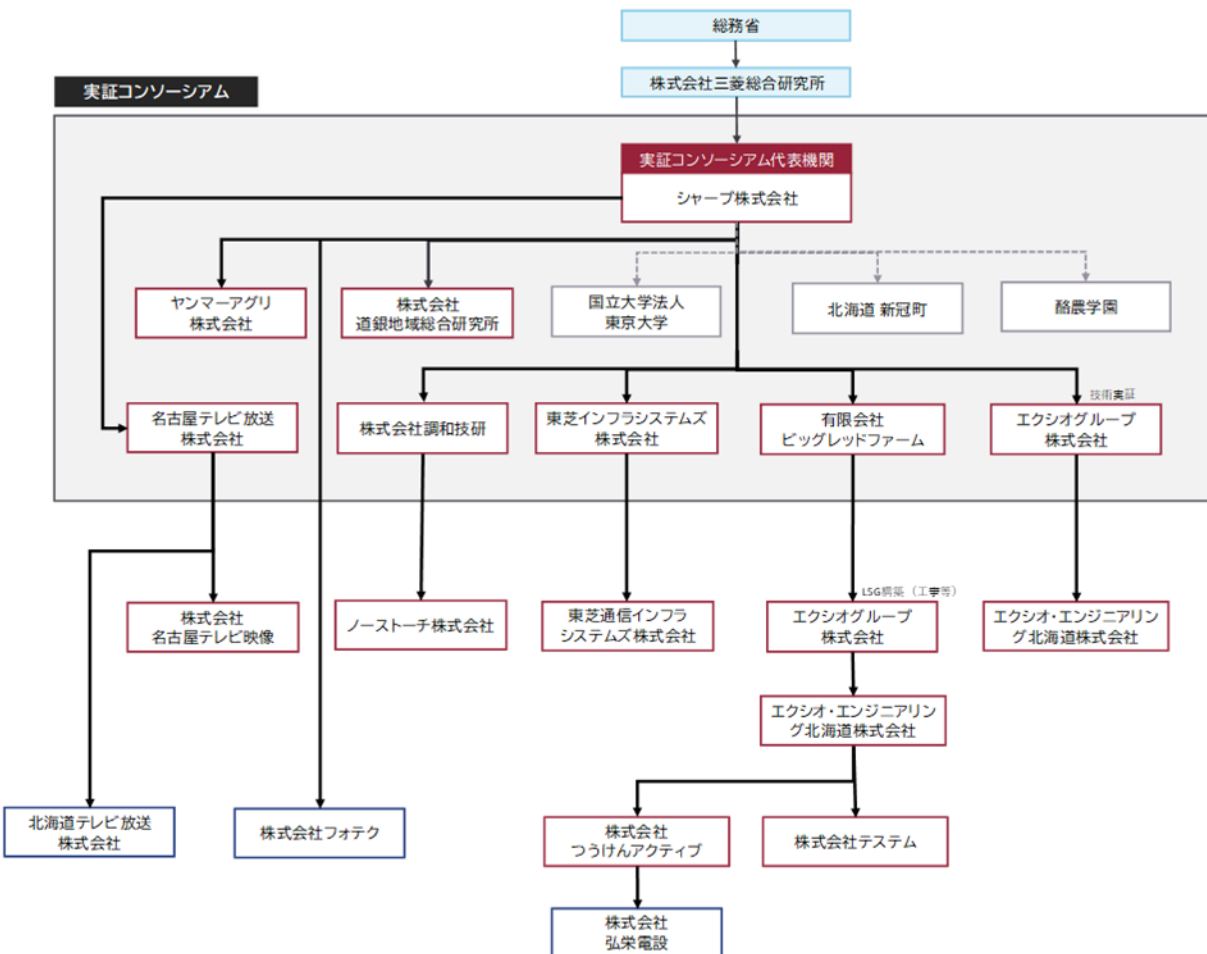 総務省
株式会社三菱総合研究所
実証コンソーシアム
実証コンソーシアム代表機関
シャープ株式会社
ヤンマーアグリ
株式会社
株式会社
道銀地域総合研究所
国立大学法人
東京大学
北海道 新冠町
酪農学園
技術実証
名古屋テレビ放送
株式会社
株式会社調和技研
東芝インフラシステムズ
株式会社
有限会社
ビッグレッドファーム
エクシオグループ
株式会社
L5G構築（工事等）
株式会社
名古屋テレビ映像
ノーストーチ株式会社
東芝通信インフラ
システムズ株式会社
エクシオグループ
株式会社
エクシオ・エンジニアリン
グ北海道株式会社
エクシオ・エンジニアリン
グ北海道株式会社
北海道テレビ放送
株式会社
株式会社フォテク
株式会社
つうけんアクティブ
株式会社テステム
株式会社
弘栄電設